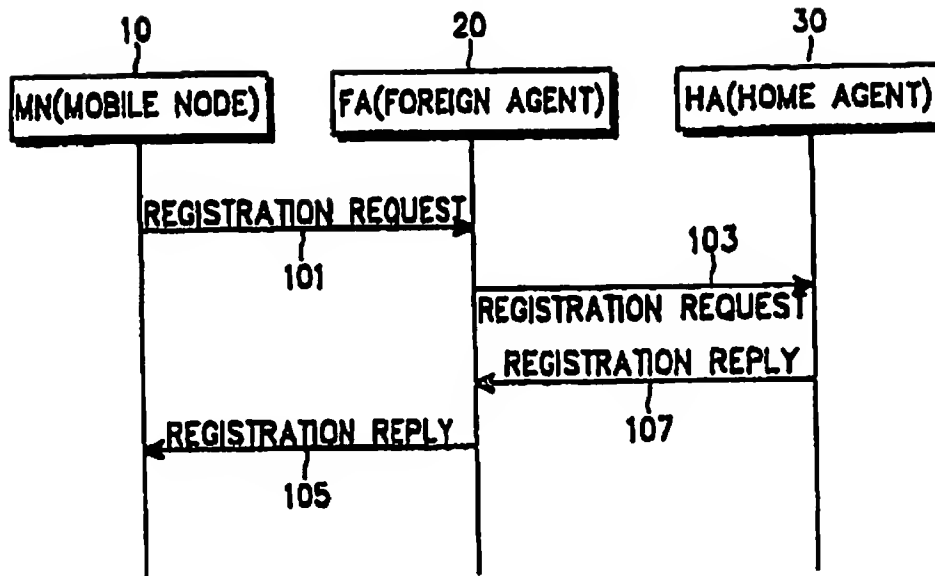 10
20
30
MN(MOBILE NODE)
FA(FOREIGN AGENT)
HA(HOME AGENT)
REGISTRATION REQUEST
101
103
REGISTRATION REQUEST
REGISTRATION REPLY
107
REGISTRATION REPLY
105